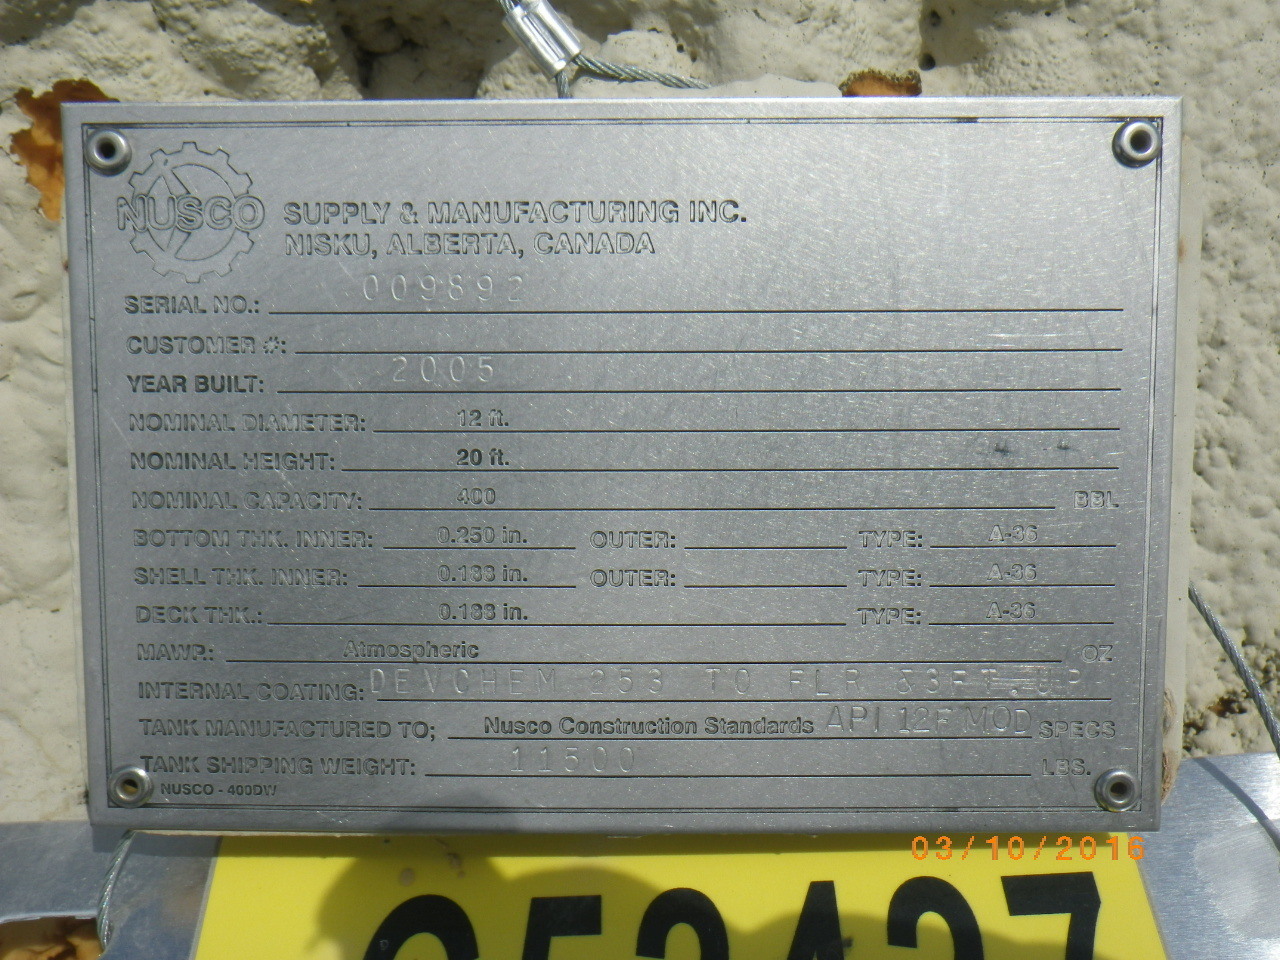 NUSCO SUPPLY & MANUFACTURING INC.
NISKU, ALBERTA, CANADA
SERIAL NO.: 009892
CUSTOMER #:
YEAR BUILT: 2005
NOMINAL DIAMETER: 12 ft.
NOMINAL HEIGHT: 20 ft.
NOMINAL CAPACITY: 400 BBL
BOTTOM THK. INNER: 0.250 in. OUTER: TYPE: A-36
SHELL THK. INNER: 0.188 in. OUTER: TYPE: A-36
DECK THK.: 0.188 in. TYPE: A-36
MAWP.: Atmospheric OZ
INTERNAL COATING: DEVCHEM 253 TO FLR &3FT.UP
TANK MANUFACTURED TO; Nusco Construction Standards API 12F MOD SPECS
TANK SHIPPING WEIGHT: 11500 LBS.
NUSCO - 400DW
03/10/2016